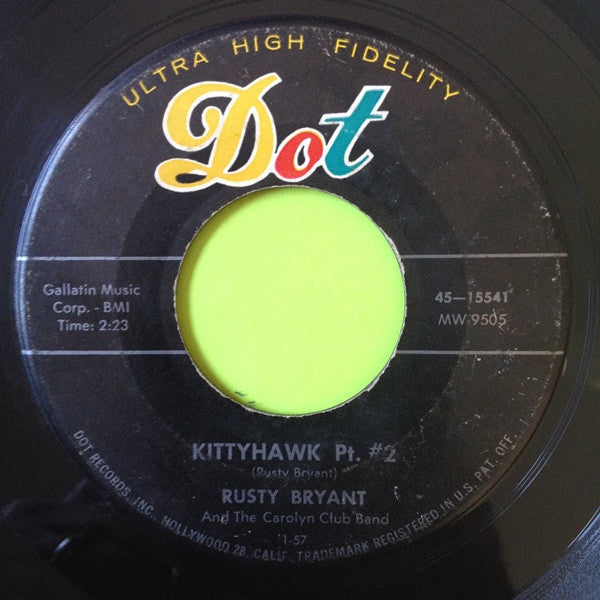 ULTRA HIGH FIDELITY
Dot
Gallatin Music
Corp. - BMI
Time: 2:23
45—15541
MW-9505
KITTYHAWK Pt. #2
(Rusty Bryant)
RUSTY BRYANT
And The Carolyn Club Band
1-57
DOT RECORDS, INC., HOLLYWOOD 28, CALIF., TRADEMARK REGISTERED IN U.S. PAT. OFF.